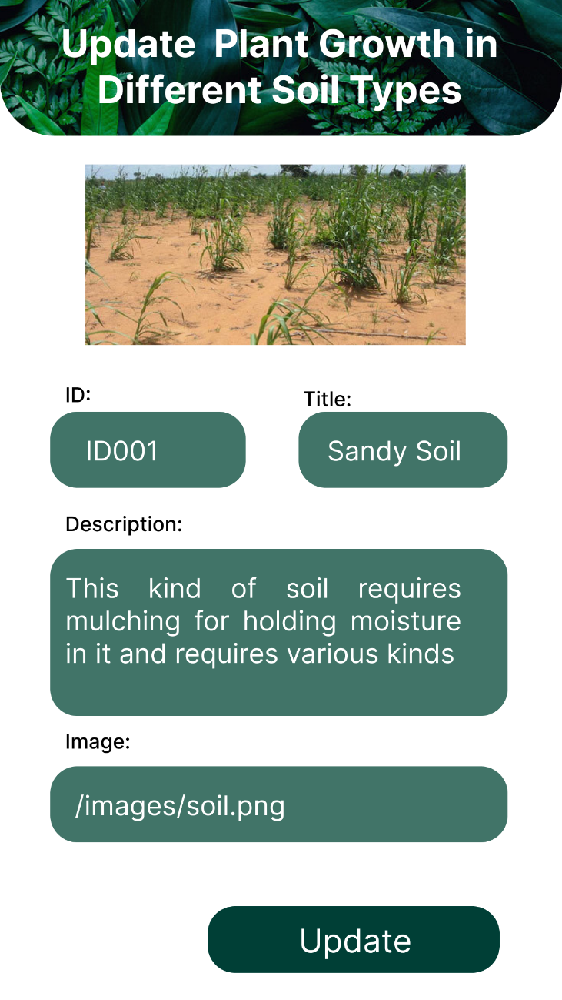 Update Plant Growth in
Different Soil Types
ID:
Title:
ID001
Sandy Soil
Description:
This kind of soil requires
mulching for holding moisture
in it and requires various kinds
Image:
/images/soil.png
Update